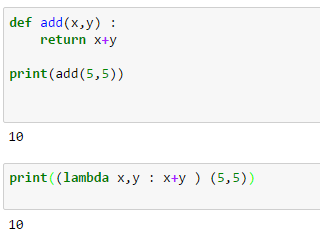 def add(x,y) :
    return x+y
print(add(5,5))
10
print((lambda x,y : x+y ) (5,5))
10